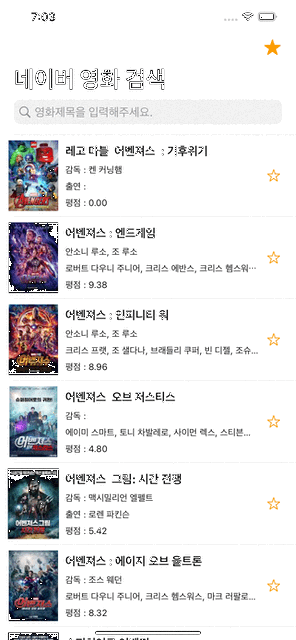 7:03
네이버 영화 검색
영화제목을 입력해주세요.
레고 마블 어벤져스 : 기후위기
감독 : 켄 커닝햄
출연 :
평점 : 0.00
어벤져스 : 엔드게임
안소니 루소, 조 루소
로버트 다우니 주니어, 크리스 에반스, 크리스 헴스워…
평점 : 9.38
어벤져스 : 인피니티 워
안소니 루소, 조 루소
크리스 프랫, 조 샐다나, 브래들리 쿠퍼, 빈 디젤, 조슈…
평점 : 8.96
어벤져스 오브 저스티스
감독 :
에이미 스마트, 토니 차발레로, 사이먼 렉스, 스티븐…
평점 : 4.80
어벤져스 그림: 시간 전쟁
감독 : 맥시밀리언 엘펠트
출연 : 로렌 파킨슨
평점 : 5.42
어벤져스 : 에이지 오브 울트론
감독 : 조스 웨던
로버트 다우니 주니어, 크리스 헴스워스, 마크 러팔로…
평점 : 8.32